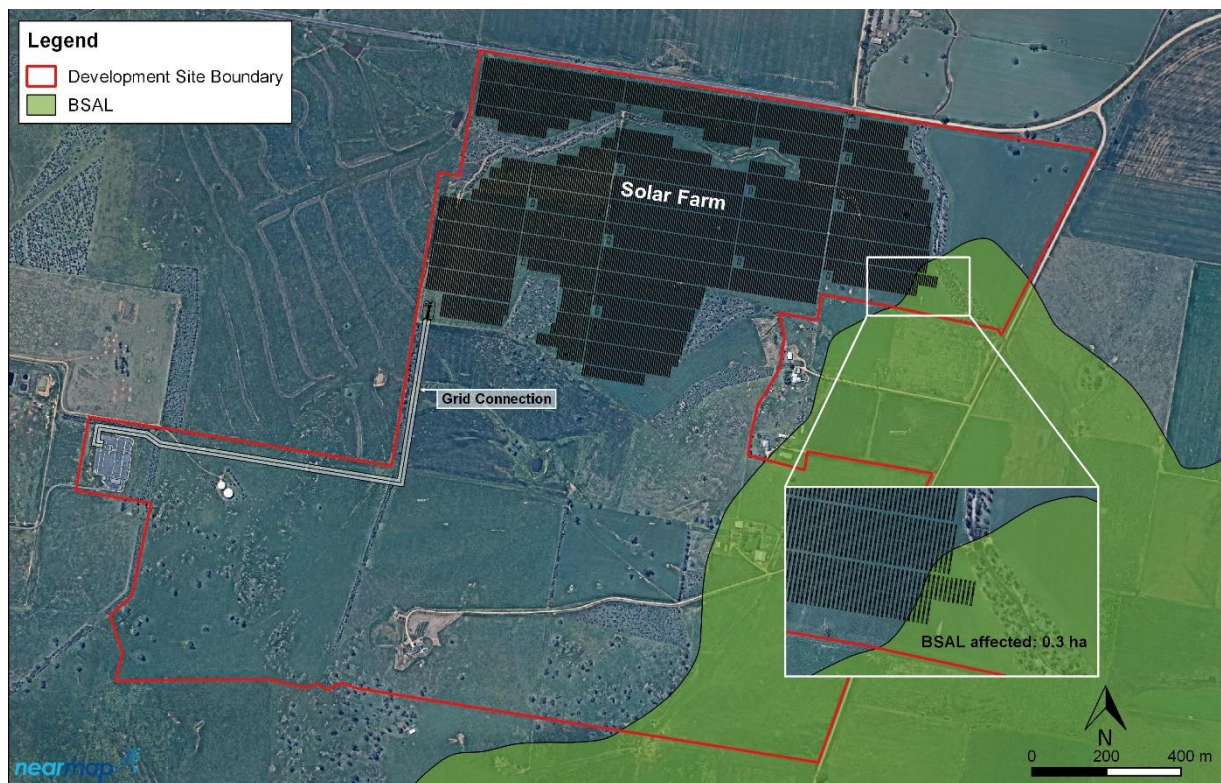 Legend
Development Site Boundary
BSAL
Solar Farm
Grid Connection
BSAL affected: 0.3 ha
N
0 200 400 m
nearmap